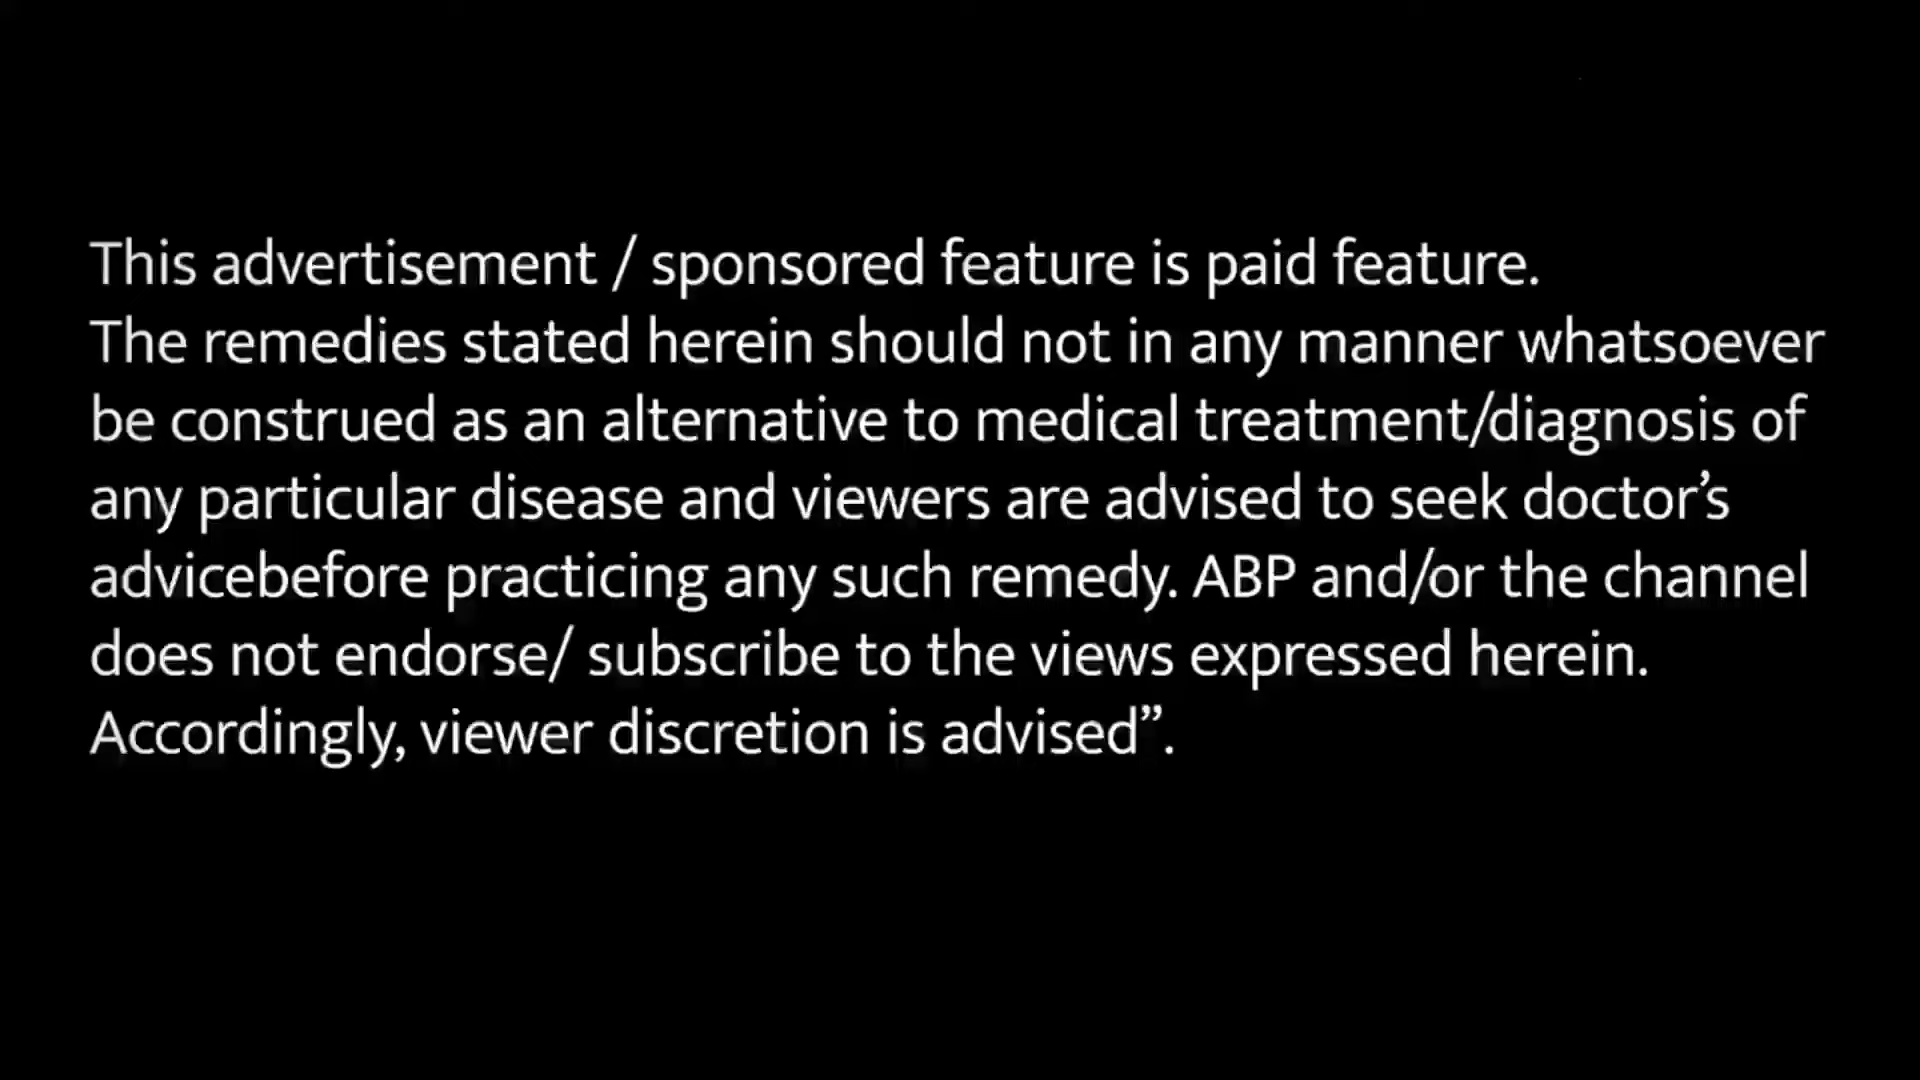 This advertisement / sponsored feature is paid feature.
The remedies stated herein should not in any manner whatsoever
be construed as an alternative to medical treatment/diagnosis of
any particular disease and viewers are advised to seek doctor’s
advicebefore practicing any such remedy. ABP and/or the channel
does not endorse/ subscribe to the views expressed herein.
Accordingly, viewer discretion is advised”.